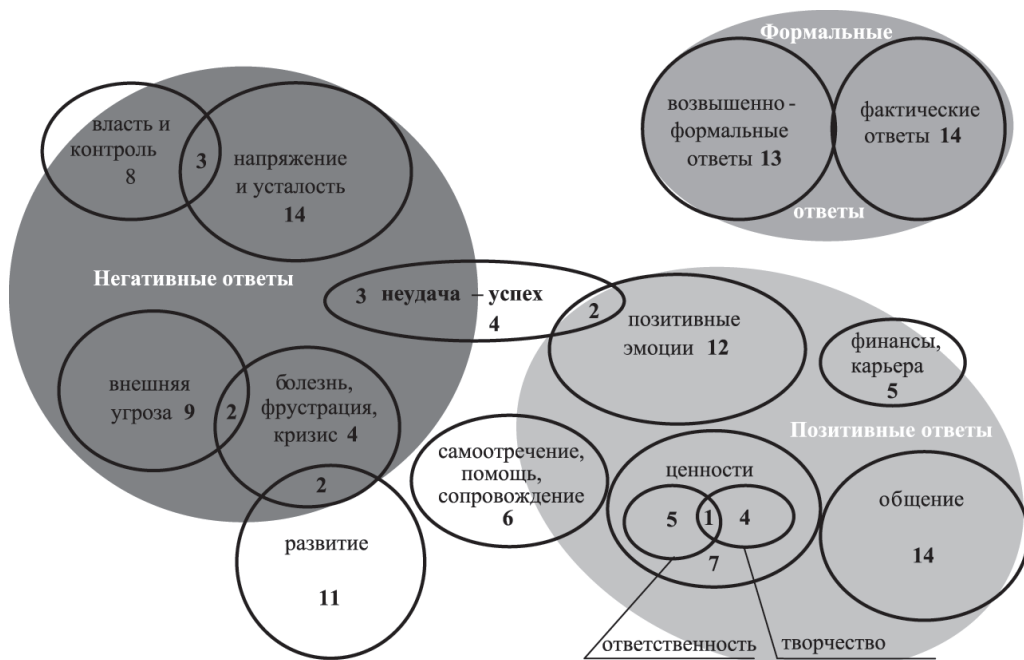 Формальные
возвышенно -
формальные
ответы 13
фактические
ответы 14
ответы
власть и
контроль
8
3
напряжение
и усталость
14
Негативные ответы
3 неудача – успех
4
2
позитивные
эмоции 12
финансы,
карьера
5
внешняя
угроза 9
2
болезнь,
фрустрация,
кризис 4
2
Позитивные ответы
самоотречение,
помощь,
сопровождение
6
ценности
5 1 4
7
общение
14
развитие
11
ответственность
творчество